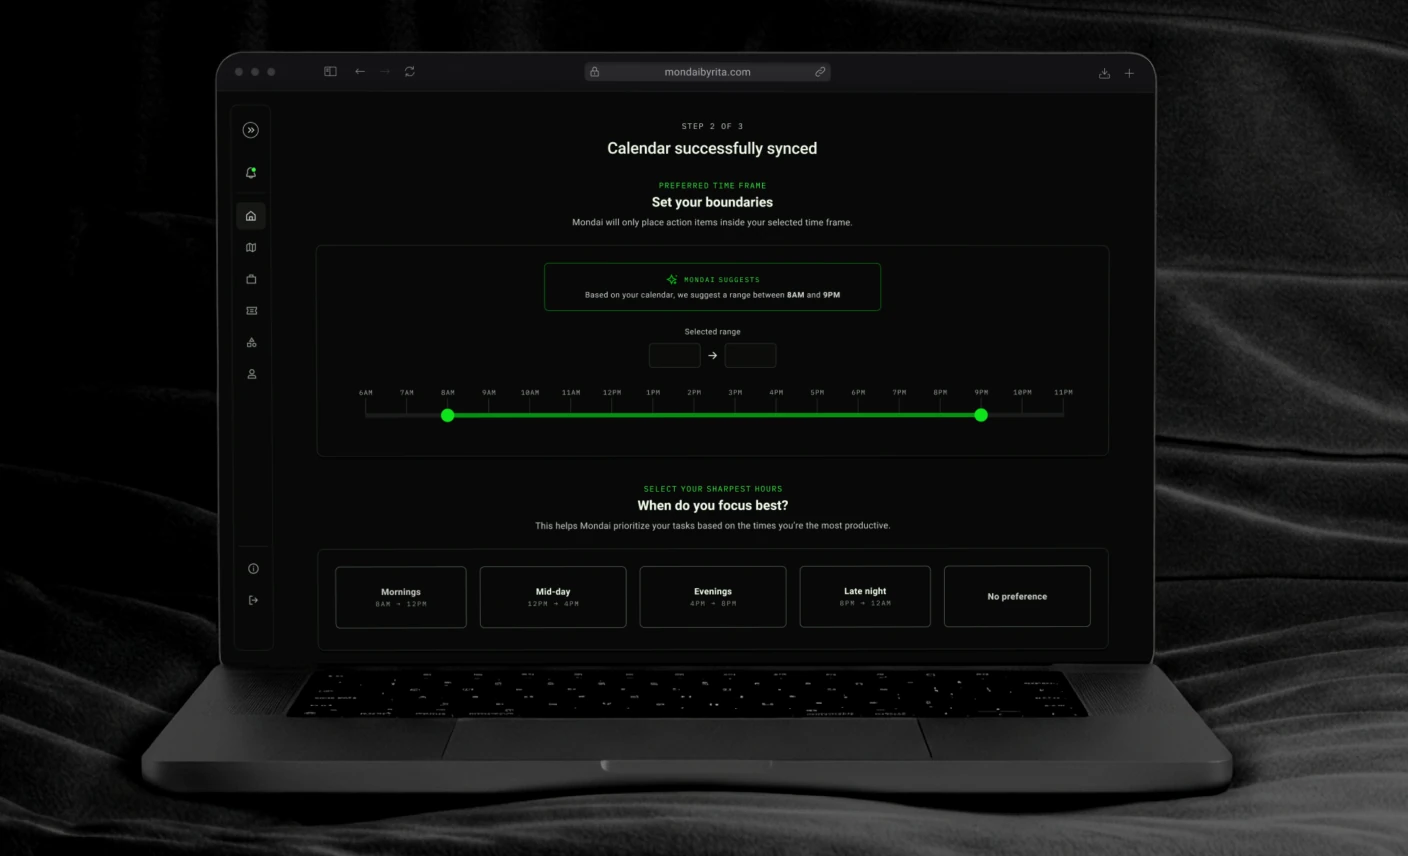 mondaibyrita.com
STEP 2 OF 3
Calendar successfully synced
PREFERRED TIME FRAME
Set your boundaries
Mondai will only place action items inside your selected time frame.
MONDAI SUGGESTS
Based on your calendar, we suggest a range between 8AM and 9PM
Selected range
6AM 7AM 8AM 9AM 10AM 11AM 12PM 1PM 2PM 3PM 4PM 5PM 6PM 7PM 8PM 9PM 10PM 11PM
SELECT YOUR SHARPEST HOURS
When do you focus best?
This helps Mondai prioritize your tasks based on the times you're the most productive.
Mornings
8AM → 12PM
Mid-day
12PM → 4PM
Evenings
4PM → 8PM
Late night
8PM → 12AM
No preference